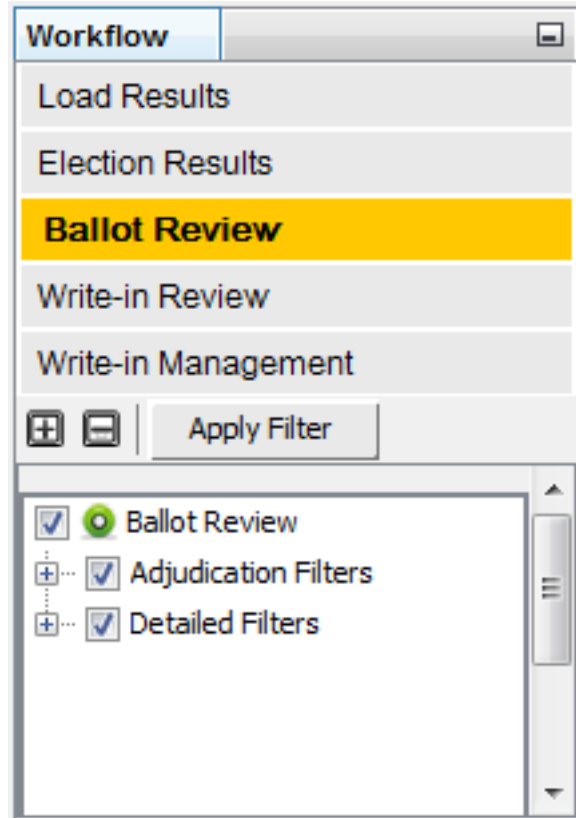 Workflow
Load Results
Election Results
Ballot Review
Write-in Review
Write-in Management
Apply Filter
Ballot Review
Adjudication Filters
Detailed Filters